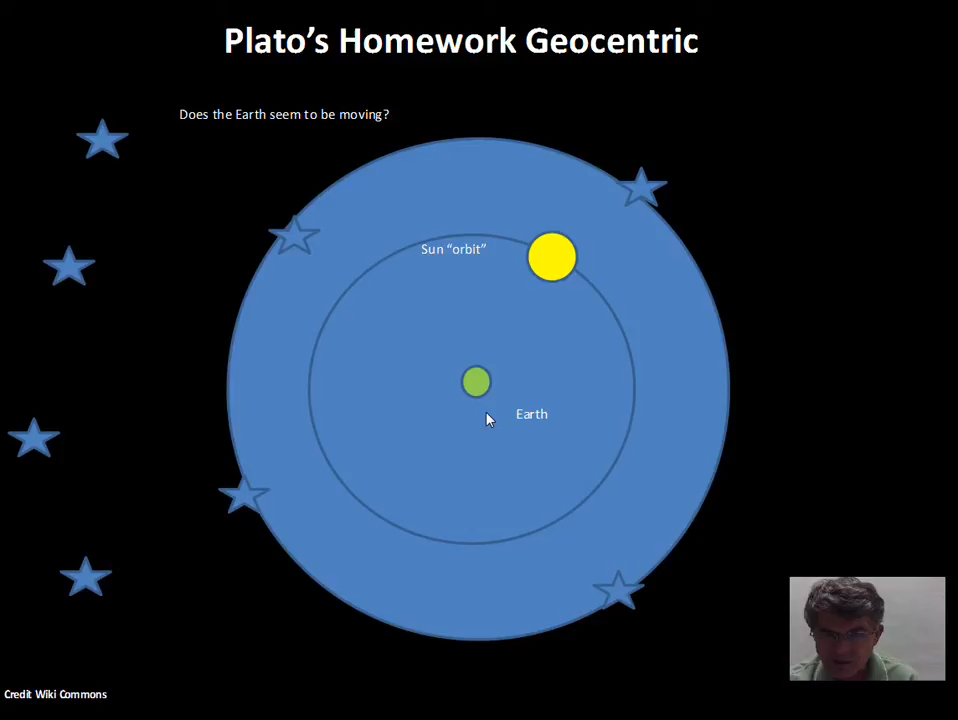 Plato’s Homework Geocentric
Does the Earth seem to be moving?
Sun “orbit”
Earth
Credit Wiki Commons